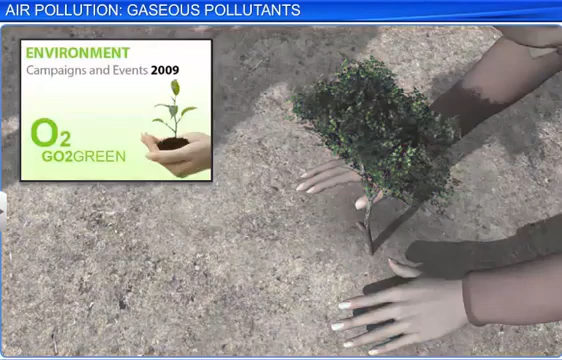 AIR POLLUTION: GASEOUS POLLUTANTS
ENVIRONMENT
Campaigns and Events 2009
O2
GO2GREEN